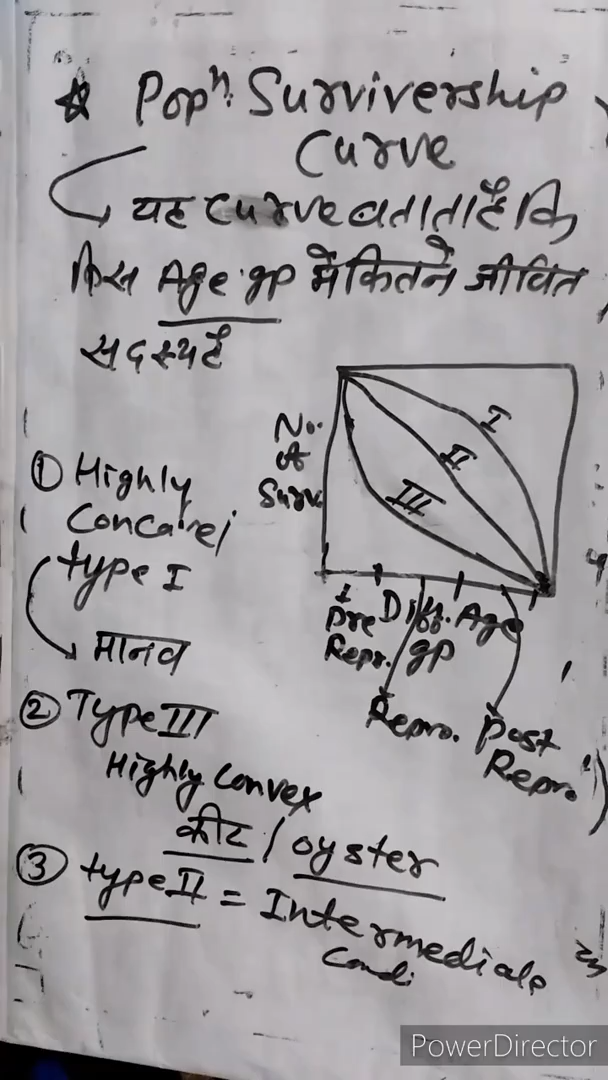 ☆ Popⁿ. Survivership
Curve
यह curve बताता है कि
किस Age gp में कितने जीवित
सदस्य है
No.
of
Surv.
I
II
III
① Highly
Concave/
type I
मानव
Pre
Repr.
Diff. Age
gp
Repro.
Post
Repro.
② Type III
Highly Convex
कीट / oyster
③ type II = Intermediate
Condi
PowerDirector